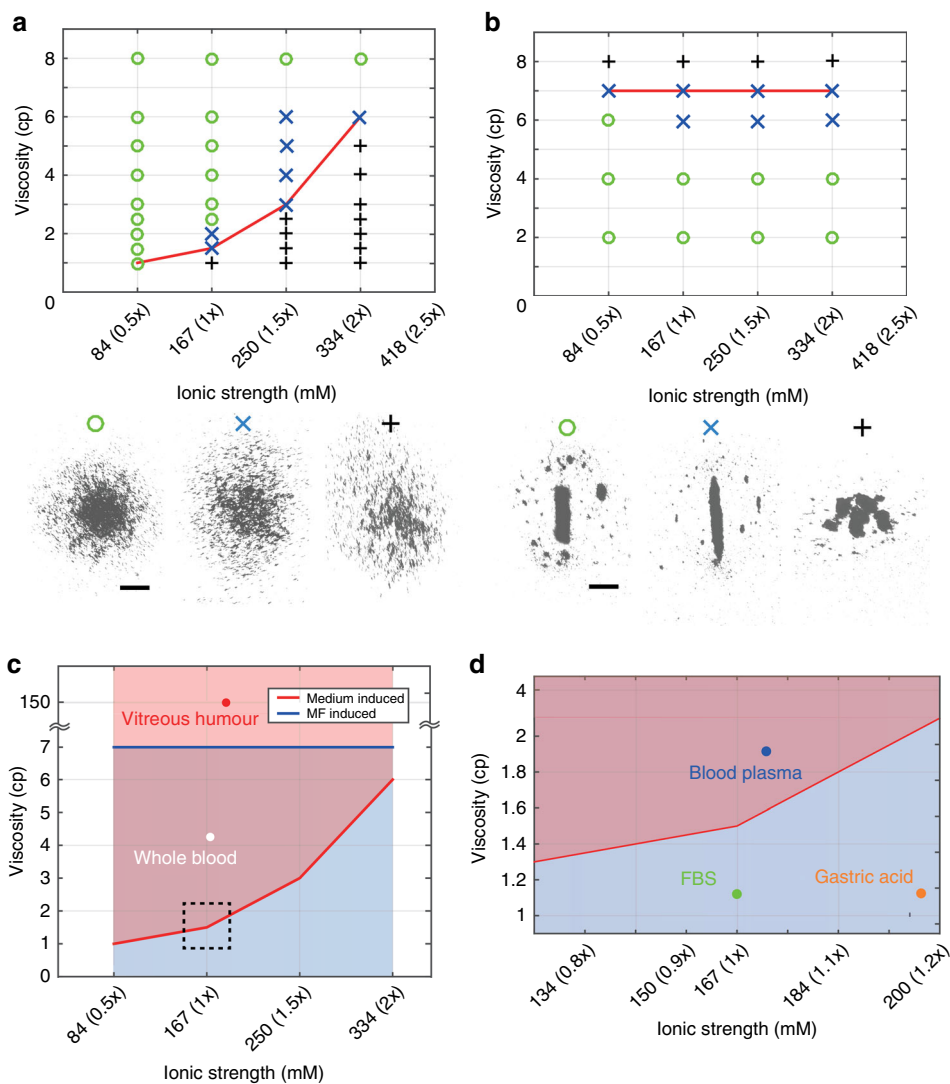 a
8
6
4
2
0
Viscosity (cp)
84 (0.5x)
167 (1x)
250 (1.5x)
334 (2x)
418 (2.5x)
Ionic strength (mM)
b
8
6
4
2
0
Viscosity (cp)
84 (0.5x)
167 (1x)
250 (1.5x)
334 (2x)
418 (2.5x)
Ionic strength (mM)
c
150
7
6
5
4
3
2
1
0
Viscosity (cp)
Medium induced
MF induced
Vitreous humour
Whole blood
84 (0.5x)
167 (1x)
250 (1.5x)
334 (2x)
Ionic strength (mM)
d
4
2
1.8
1.6
1.4
1.2
1
Viscosity (cp)
Blood plasma
FBS
Gastric acid
134 (0.8x)
150 (0.9x)
167 (1x)
184 (1.1x)
200 (1.2x)
Ionic strength (mM)